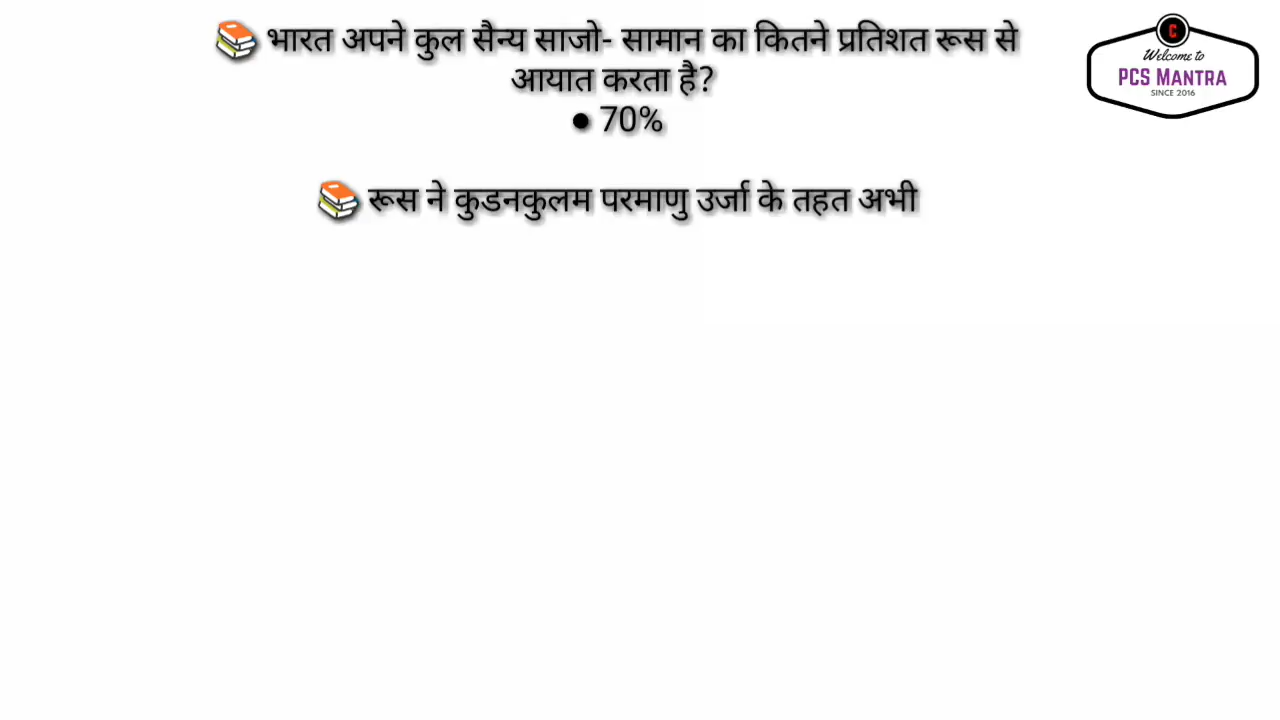 📚 भारत अपने कुल सैन्य साजो- सामान का कितने प्रतिशत रूस से
आयात करता है?
● 70%
📚 रूस ने कुडनकुलम परमाणु उर्जा के तहत अभी
C
Welcome to
PCS MANTRA
SINCE 2016